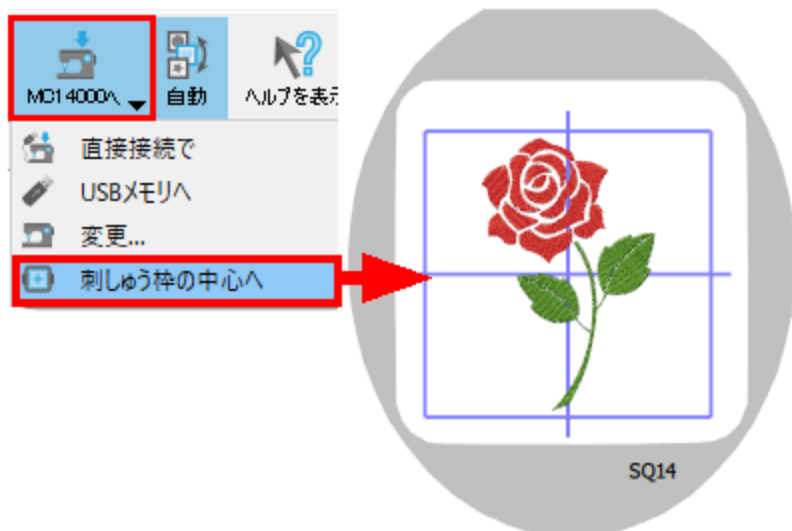 MC14000へ
自動
ヘルプを表示
直接接続で
USBメモリへ
変更...
刺しゅう枠の中心へ
SQ14